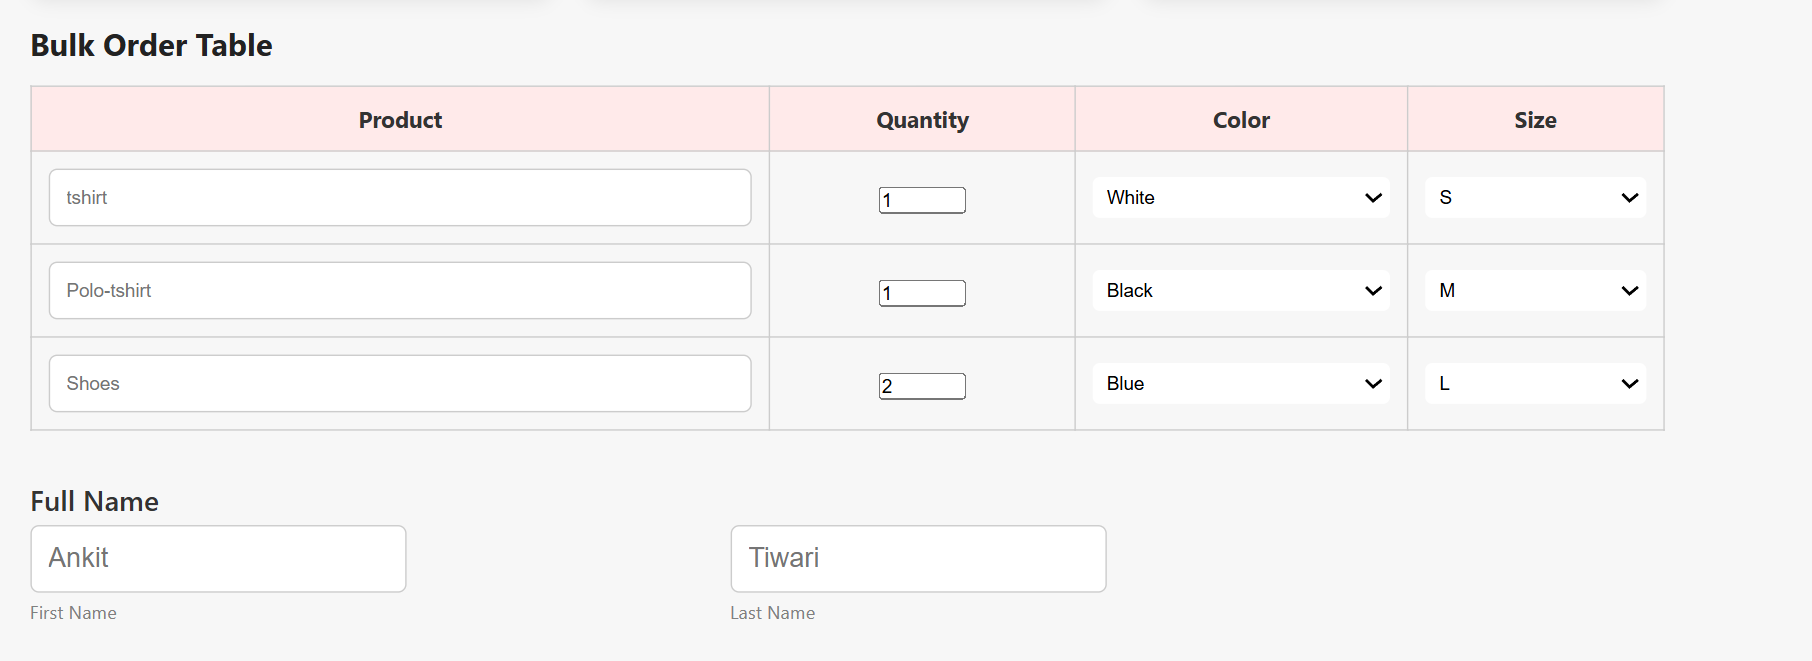 Bulk Order Table
Product Quantity Color Size
tshirt 1 White S
Polo-tshirt 1 Black M
Shoes 2 Blue L
Full Name
Ankit Tiwari
First Name Last Name